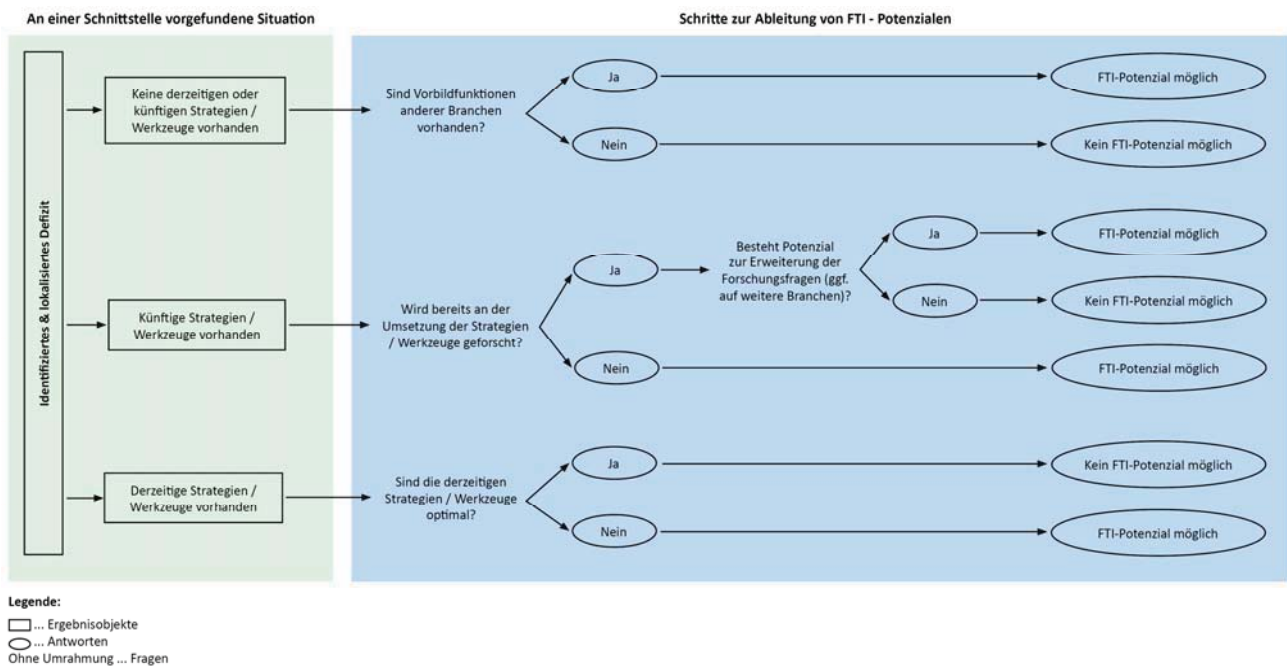 An einer Schnittstelle vorgefundene Situation
Schritte zur Ableitung von FTI - Potenzialen
Identifiziertes & lokalisiertes Defizit
Keine derzeitigen oder
künftigen Strategien /
Werkzeuge vorhanden
Sind Vorbildfunktionen
anderer Branchen
vorhanden?
Ja
FTI-Potenzial möglich
Nein
Kein FTI-Potenzial möglich
Künftige Strategien /
Werkzeuge vorhanden
Wird bereits an der
Umsetzung der Strategien
/ Werkzeuge geforscht?
Ja
Besteht Potenzial
zur Erweiterung der
Forschungsfragen (ggf.
auf weitere Branchen)?
Ja
FTI-Potenzial möglich
Nein
Kein FTI-Potenzial möglich
Nein
FTI-Potenzial möglich
Derzeitige Strategien /
Werkzeuge vorhanden
Sind die derzeitigen
Strategien / Werkzeuge
optimal?
Ja
Kein FTI-Potenzial möglich
Nein
FTI-Potenzial möglich
Legende:
... Ergebnisobjekte
... Antworten
Ohne Umrahmung ... Fragen